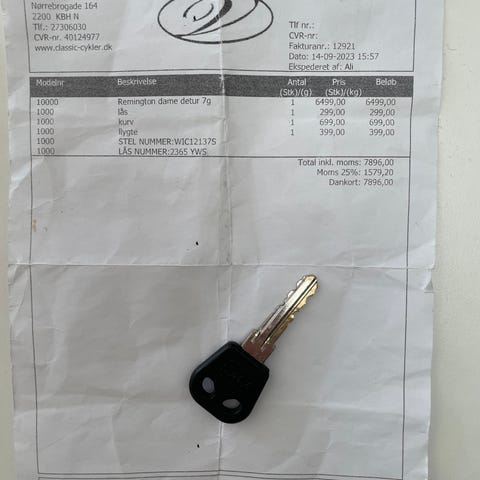 Nørrebrogade 164
2200 KBH N
Tlf.: 27306030
CVR-nr. 40124977
www.classic-cykler.dk
Tlf nr.:
CVR-nr:
Fakturanr.: 12921
Dato: 14-09-2023 15:57
Ekspederet af: Ali
Modelnr Beskrivelse Antal (Stk)/(g) Pris (Stk)/(kg) Beløb
10000 Remington dame detur 7g 1 6499,00 6499,00
1000 lås 1 299,00 299,00
1000 kurv 1 699,00 699,00
1000 llygte 1 399,00 399,00
1000 STEL NUMMER:WIC12137S
1000 LÅS NUMMER:2365 YWS.
Total inkl. moms: 7896,00
Moms 25%: 1579,20
Dankort: 7896,00